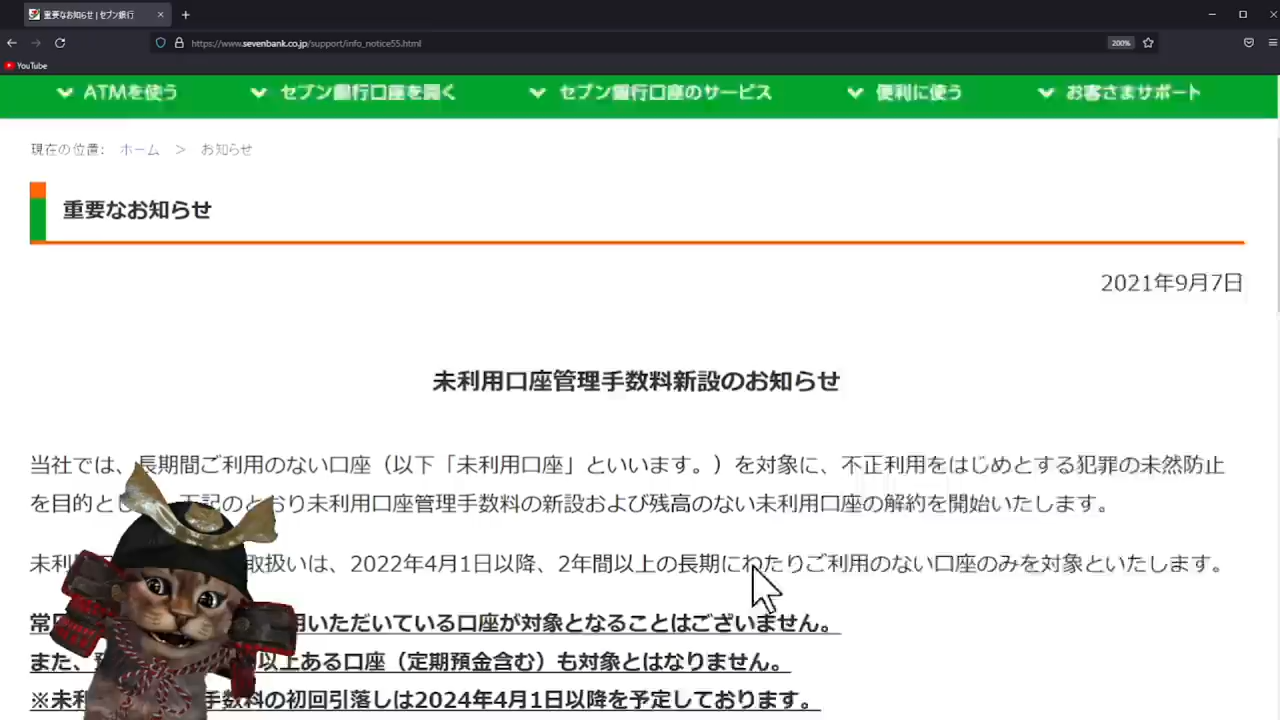 重要なお知らせ | セブン銀行
https://www.sevenbank.co.jp/support/info_notice55.html
200%
YouTube
ATMを使う
セブン銀行口座を開く
セブン銀行口座のサービス
便利に使う
お客さまサポート
現在の位置: ホーム > お知らせ
重要なお知らせ
2021年9月7日
未利用口座管理手数料新設のお知らせ
当社では、長期間ご利用のない口座（以下「未利用口座」といいます。）を対象に、不正利用をはじめとする犯罪の未然防止
を目的とし 下記のとおり未利用口座管理手数料の新設および残高のない未利用口座の解約を開始いたします。
未利 取扱いは、2022年4月1日以降、2年間以上の長期にわたりご利用のない口座のみを対象といたします。
常 用いただいている口座が対象となることはございません。
また、 以上ある口座（定期預金含む）も対象とはなりません。
※未利 手数料の初回引落しは2024年4月1日以降を予定しております。